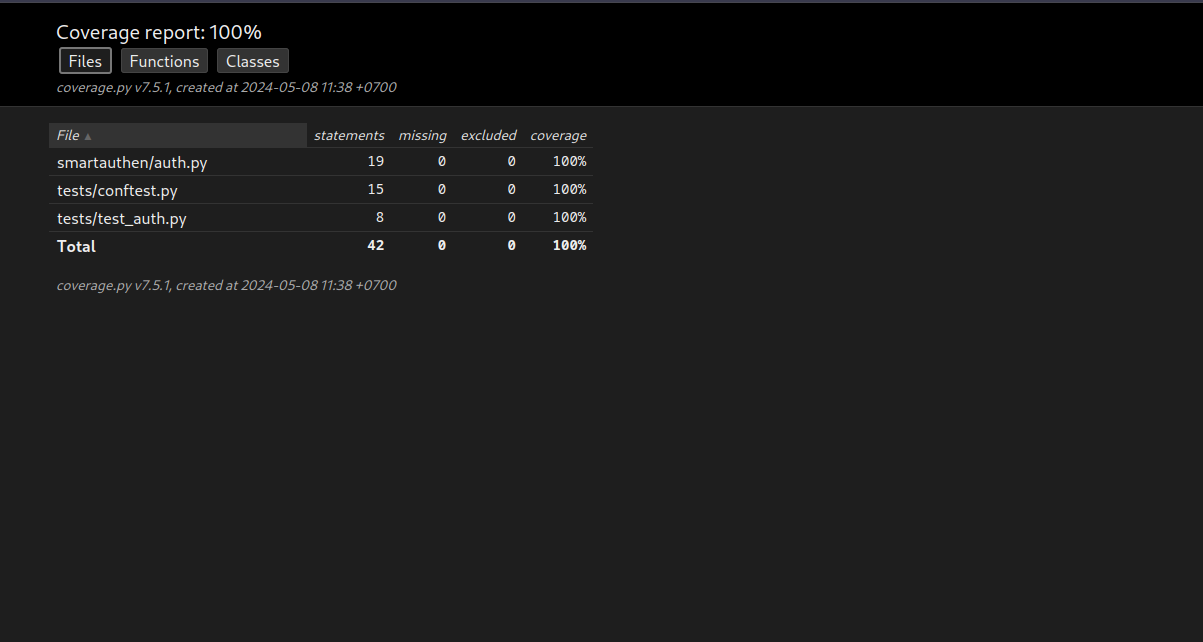 Coverage report: 100%
Files Functions Classes
coverage.py v7.5.1, created at 2024-05-08 11:38 +0700
File ▲ statements missing excluded coverage
smartauthen/auth.py 19 0 0 100%
tests/conftest.py 15 0 0 100%
tests/test_auth.py 8 0 0 100%
Total 42 0 0 100%
coverage.py v7.5.1, created at 2024-05-08 11:38 +0700